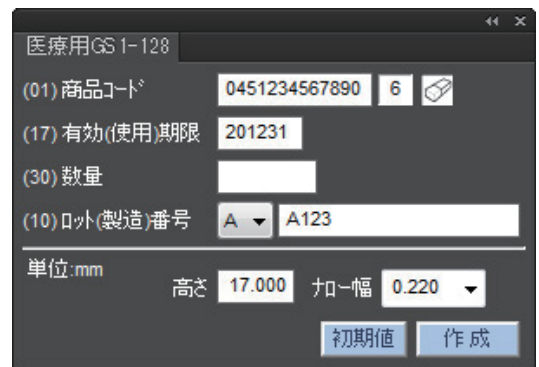 医療用GS1-128
(01)商品コード 0451234567890 6
(17)有効(使用)期限 201231
(30)数量
(10)ロット(製造)番号 A A123
単位:mm
高さ 17.000 ナロー幅 0.220
初期値 作成